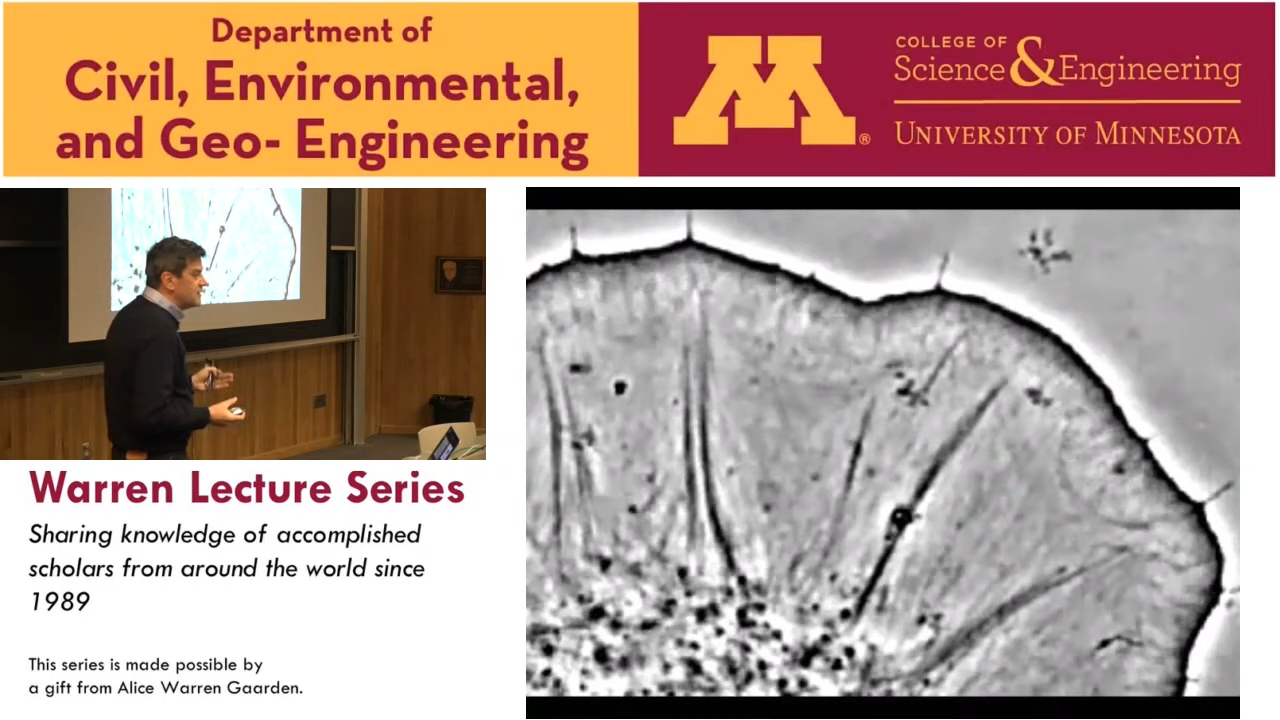 Department of
Civil, Environmental,
and Geo- Engineering
M
®
COLLEGE OF
Science & Engineering
UNIVERSITY OF MINNESOTA
Warren Lecture Series
Sharing knowledge of accomplished
scholars from around the world since
1989
This series is made possible by
a gift from Alice Warren Gaarden.